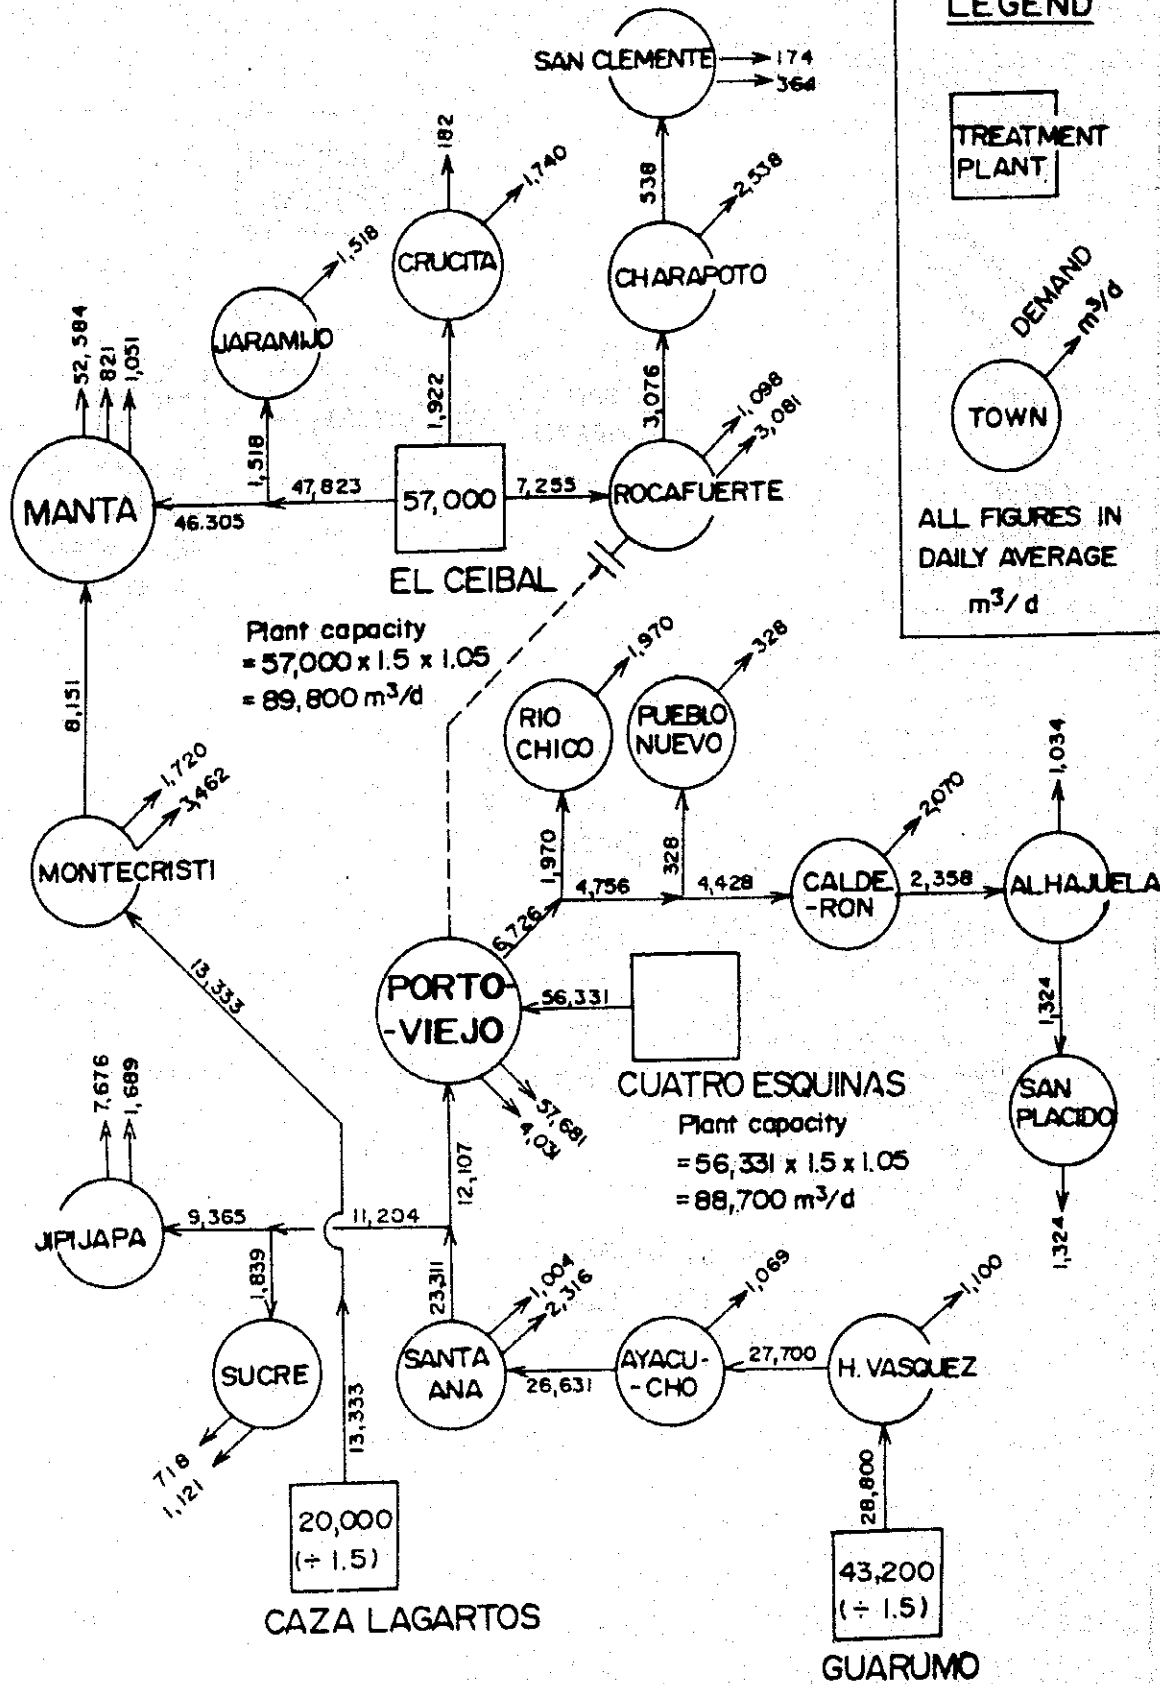 LEGEND
TREATMENT
PLANT
DEMAND
m³/d
TOWN
ALL FIGURES IN
DAILY AVERAGE
m³/d
SAN CLEMENTE
174
364
538
182
1,740
2,538
CRUCITA
CHARAPOTO
1,518
JARAMIJO
52,584
821
1,051
1,922
3,076
1,098
3,081
1,518
MANTA
46.305
47,823
57,000
7,255
ROCAFUERTE
EL CEIBAL
Plant capacity
= 57,000 x 1.5 x 1.05
= 89,800 m³/d
8,151
1,970
328
RIO
CHICO
PUEBLO
NUEVO
1,720
3,462
MONTECRISTI
1,970
328
2,070
1,034
6,726
4,756
4,428
CALDE
-RON
2,358
ALHAJUELA
13,333
PORTO-
-VIEJO
56,331
CUATRO ESQUINAS
Plant capacity
= 56,331 x 1.5 x 1.05
= 88,700 m³/d
1,324
SAN
PLACIDO
1,324
57,681
4,031
12,107
7,676
1,689
JIPIJAPA
9,365
11,204
1,839
23,311
1,004
2,316
1,069
1,100
SUCRE
718
1,121
13,333
SANTA
ANA
26,631
AYACU-
-CHO
27,700
H. VASQUEZ
28,800
20,000
(÷ 1.5)
CAZA LAGARTOS
43,200
(÷ 1.5)
GUARUMO